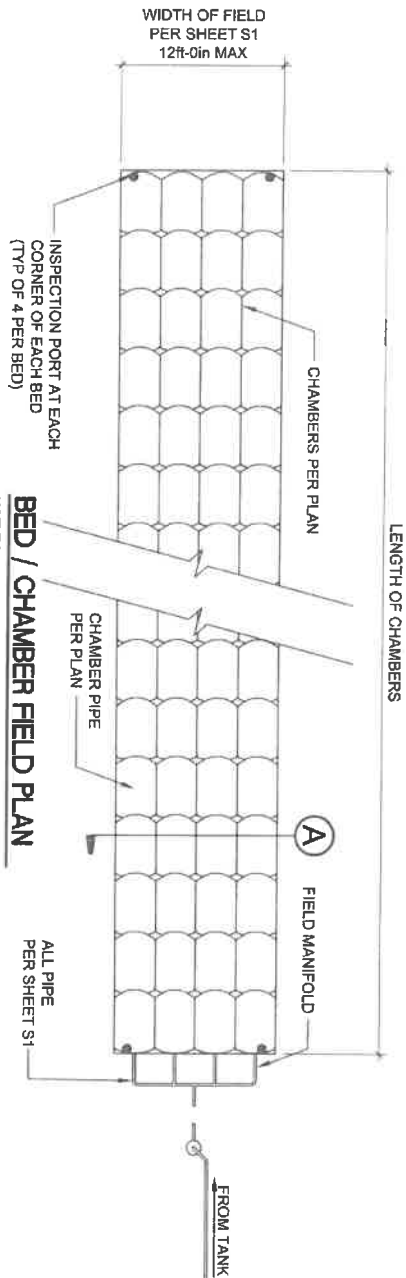 WIDTH OF FIELD
PER SHEET S1
12ft-0in MAX
LENGTH OF CHAMBERS
CHAMBERS PER PLAN
INSPECTION PORT AT EACH
CORNER OF EACH BED
(TYP OF 4 PER BED)
CHAMBER PIPE
PER PLAN
A
FIELD MANIFOLD
ALL PIPE
PER SHEET S1
FROM TANK
BED / CHAMBER FIELD PLAN